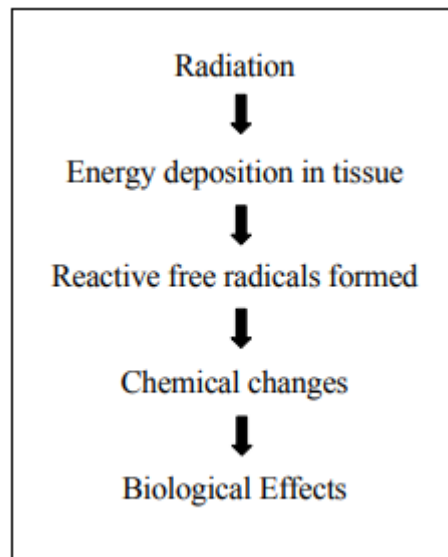 Radiation
Energy deposition in tissue
Reactive free radicals formed
Chemical changes
Biological Effects